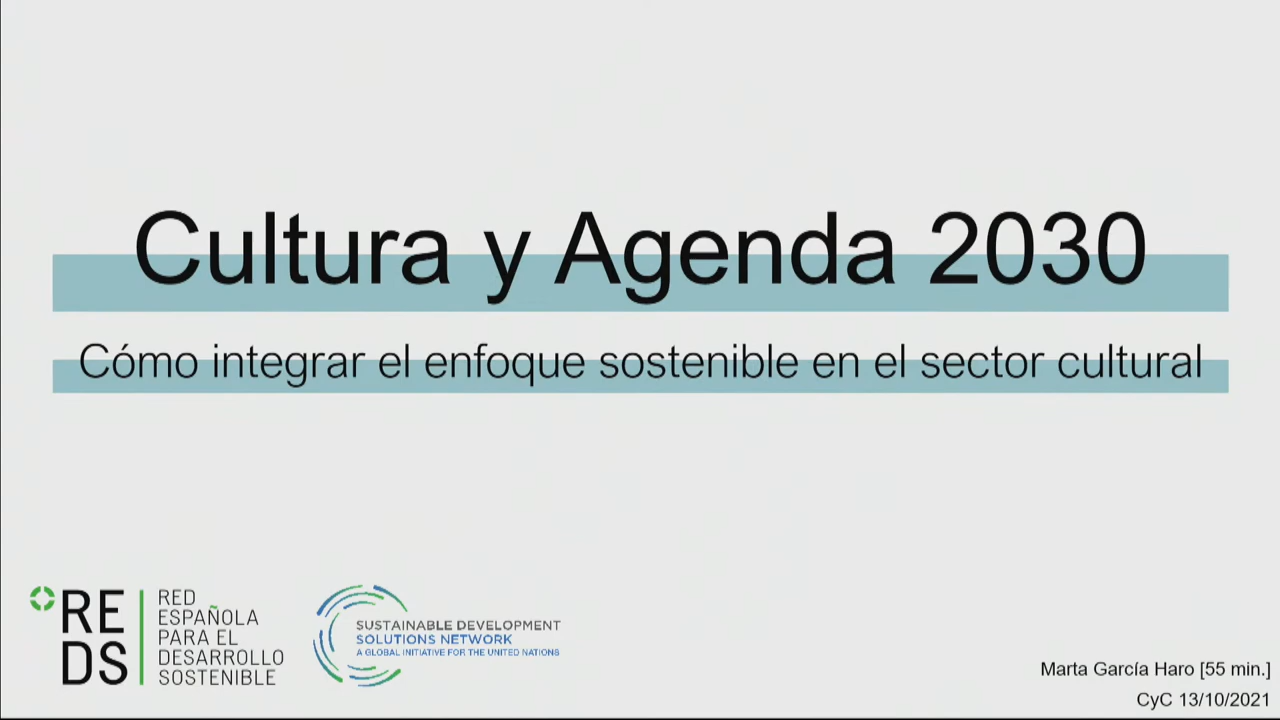 Cultura y Agenda 2030
Cómo integrar el enfoque sostenible en el sector cultural
RE
DS
RED
ESPAÑOLA
PARA EL
DESARROLLO
SOSTENIBLE
SUSTAINABLE DEVELOPMENT
SOLUTIONS NETWORK
A GLOBAL INITIATIVE FOR THE UNITED NATIONS
Marta García Haro [55 min.]
CyC 13/10/2021